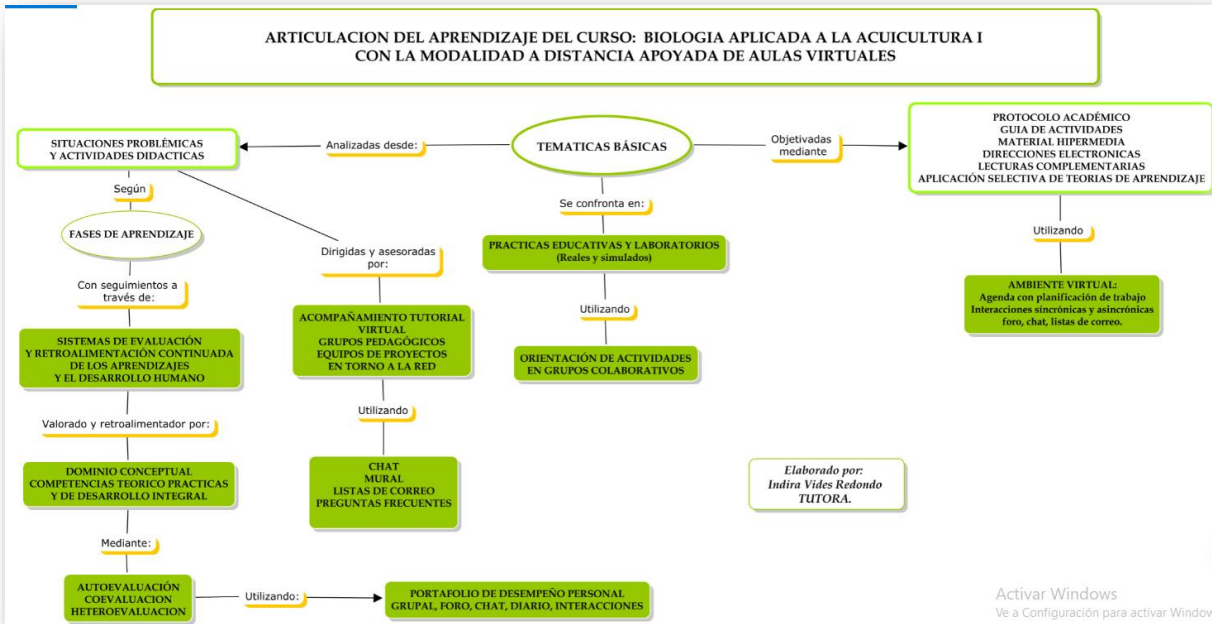 ARTICULACION DEL APRENDIZAJE DEL CURSO: BIOLOGIA APLICADA A LA ACUICULTURA I
CON LA MODALIDAD A DISTANCIA APOYADA DE AULAS VIRTUALES
SITUACIONES PROBLÉMICAS
Y ACTIVIDADES DIDACTICAS
Analizadas desde:
TEMATICAS BÁSICAS
Objetivadas
mediante
PROTOCOLO ACADÉMICO
GUIA DE ACTIVIDADES
MATERIAL HIPERMEDIA
DIRECCIONES ELECTRONICAS
LECTURAS COMPLEMENTARIAS
APLICACIÓN SELECTIVA DE TEORIAS DE APRENDIZAJE
Según
FASES DE APRENDIZAJE
Con seguimientos a
través de:
SISTEMAS DE EVALUACIÓN
Y RETROALIMENTACIÓN CONTINUADA
DE LOS APRENDIZAJES
Y EL DESARROLLO HUMANO
Valorado y retroalimentador por:
DOMINIO CONCEPTUAL
COMPETENCIAS TEORICO PRACTICAS
Y DE DESARROLLO INTEGRAL
Mediante:
AUTOEVALUACIÓN
COEVALUACION
HETEROEVALUACION
Utilizando:
PORTAFOLIO DE DESEMPEÑO PERSONAL
GRUPAL, FORO, CHAT, DIARIO, INTERACCIONES
Dirigidas y asesoradas
por:
ACOMPAÑAMIENTO TUTORIAL
VIRTUAL
GRUPOS PEDAGÓGICOS
EQUIPOS DE PROYECTOS
EN TORNO A LA RED
Utilizando
CHAT
MURAL
LISTAS DE CORREO
PREGUNTAS FRECUENTES
Se confronta en:
PRACTICAS EDUCATIVAS Y LABORATORIOS
(Reales y simulados)
Utilizando
ORIENTACIÓN DE ACTIVIDADES
EN GRUPOS COLABORATIVOS
Utilizando
AMBIENTE VIRTUAL:
Agenda con planificación de trabajo
Interacciones sincrónicas y asincrónicas
foro, chat, listas de correo.
Elaborado por:
Indira Vides Redondo
TUTORA.
Activar Windows
Ve a Configuración para activar Window